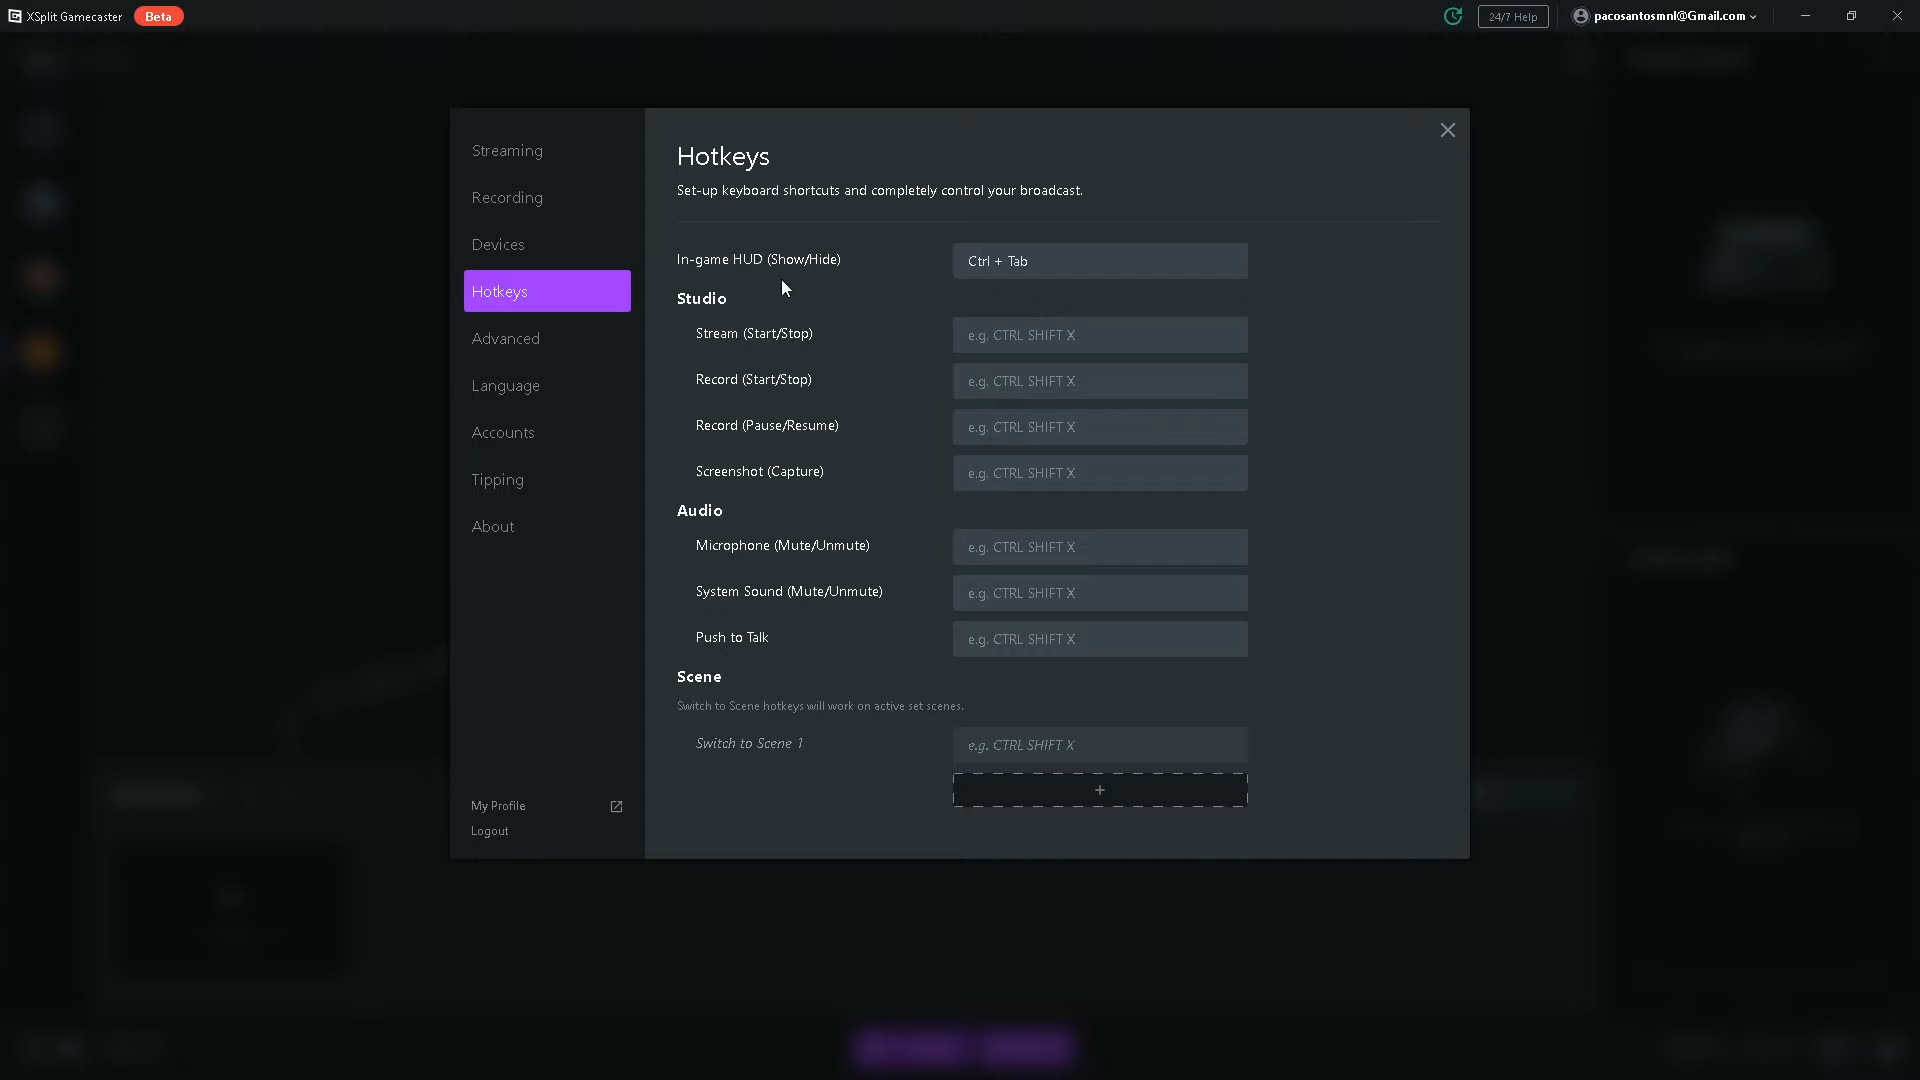 XSplit Gamecaster Beta
24/7 Help
pacosantosmnl@Gmail.com
Streaming
Recording
Devices
Hotkeys
Advanced
Language
Accounts
Tipping
About
My Profile
Logout
Hotkeys
Set-up keyboard shortcuts and completely control your broadcast.
In-game HUD (Show/Hide) Ctrl + Tab
Studio
Stream (Start/Stop) e.g. CTRL SHIFT X
Record (Start/Stop) e.g. CTRL SHIFT X
Record (Pause/Resume) e.g. CTRL SHIFT X
Screenshot (Capture) e.g. CTRL SHIFT X
Audio
Microphone (Mute/Unmute) e.g. CTRL SHIFT X
System Sound (Mute/Unmute) e.g. CTRL SHIFT X
Push to Talk e.g. CTRL SHIFT X
Scene
Switch to Scene hotkeys will work on active set scenes.
Switch to Scene 1 e.g. CTRL SHIFT X
+